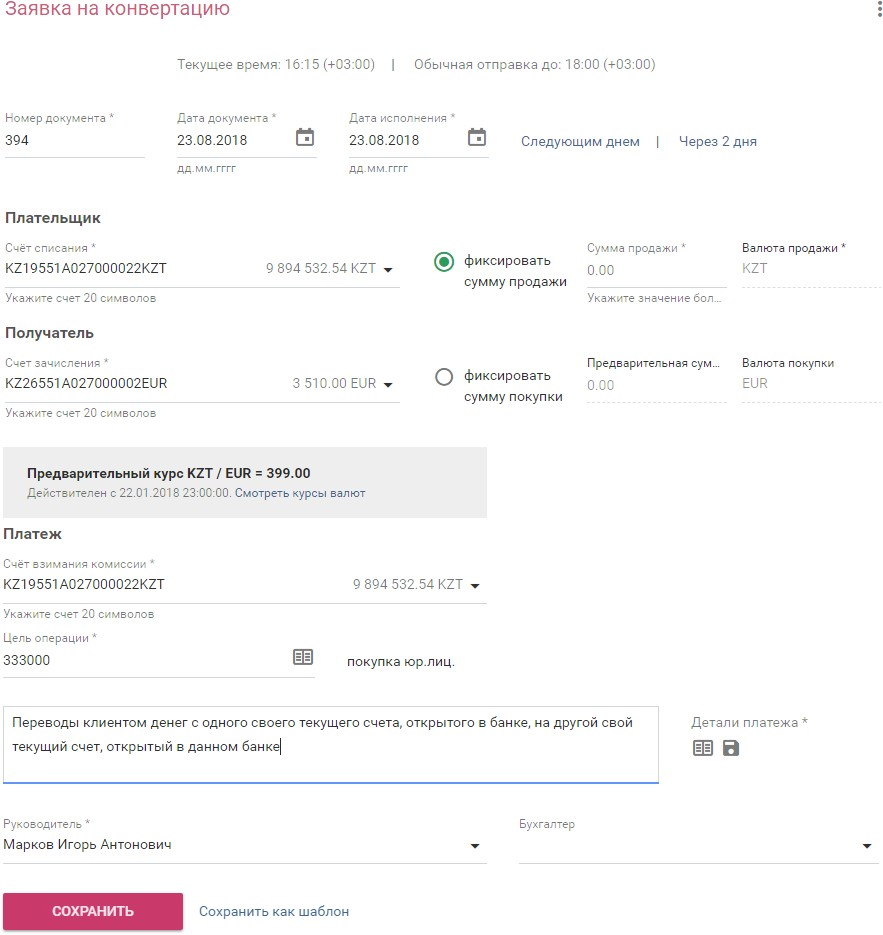 Заявка на конвертацию
Текущее время: 16:15 (+03:00) | Обычная отправка до: 18:00 (+03:00)
Номер документа * Дата документа * Дата исполнения *
394 23.08.2018 23.08.2018 Следующим днем | Через 2 дня
дд.мм.гггг дд.мм.гггг
Плательщик
Счёт списания * Сумма продажи * Валюта продажи *
KZ19551A027000022KZT 9 894 532.54 KZT фиксировать 0.00 KZT
сумму продажи
Укажите счет 20 символов Укажите значение бол...
Получатель
Счет зачисления * Предварительная сум... Валюта покупки
KZ26551A027000002EUR 3 510.00 EUR фиксировать 0.00 EUR
сумму покупки
Укажите счет 20 символов
Предварительный курс KZT / EUR = 399.00
Действителен с 22.01.2018 23:00:00. Смотреть курсы валют
Платеж
Счёт взимания комиссии *
KZ19551A027000022KZT 9 894 532.54 KZT
Укажите счет 20 символов
Цель операции *
333000 покупка юр.лиц.
Переводы клиентом денег с одного своего текущего счета, открытого в банке, на другой свой Детали платежа *
текущий счет, открытый в данном банке
Руководитель * Бухгалтер
Марков Игорь Антонович
СОХРАНИТЬ Сохранить как шаблон